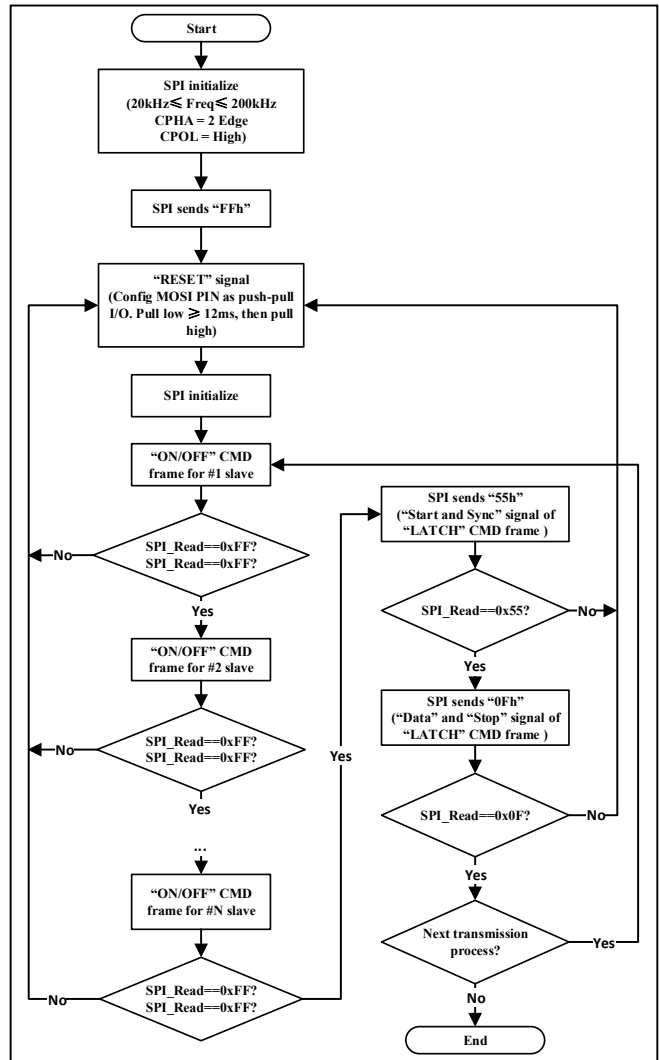 Start
SPI initialize
(20kHz≤ Freq≤ 200kHz
CPHA = 2 Edge
CPOL = High)
SPI sends “FFh”
“RESET” signal
(Config MOSI PIN as push-pull
I/O. Pull low ≥ 12ms, then pull
high)
SPI initialize
“ON/OFF” CMD
frame for #1 slave
SPI_Read==0xFF?
SPI_Read==0xFF?
No
Yes
“ON/OFF” CMD
frame for #2 slave
SPI_Read==0xFF?
SPI_Read==0xFF?
No
Yes
...
“ON/OFF” CMD
frame for #N slave
SPI_Read==0xFF?
SPI_Read==0xFF?
No
Yes
SPI sends “55h”
(“Start and Sync” signal of
“LATCH” CMD frame )
SPI_Read==0x55?
No
Yes
SPI sends “0Fh”
(“Data” and “Stop” signal of
“LATCH” CMD frame )
SPI_Read==0x0F?
No
Yes
Next transmission
process?
Yes
No
End